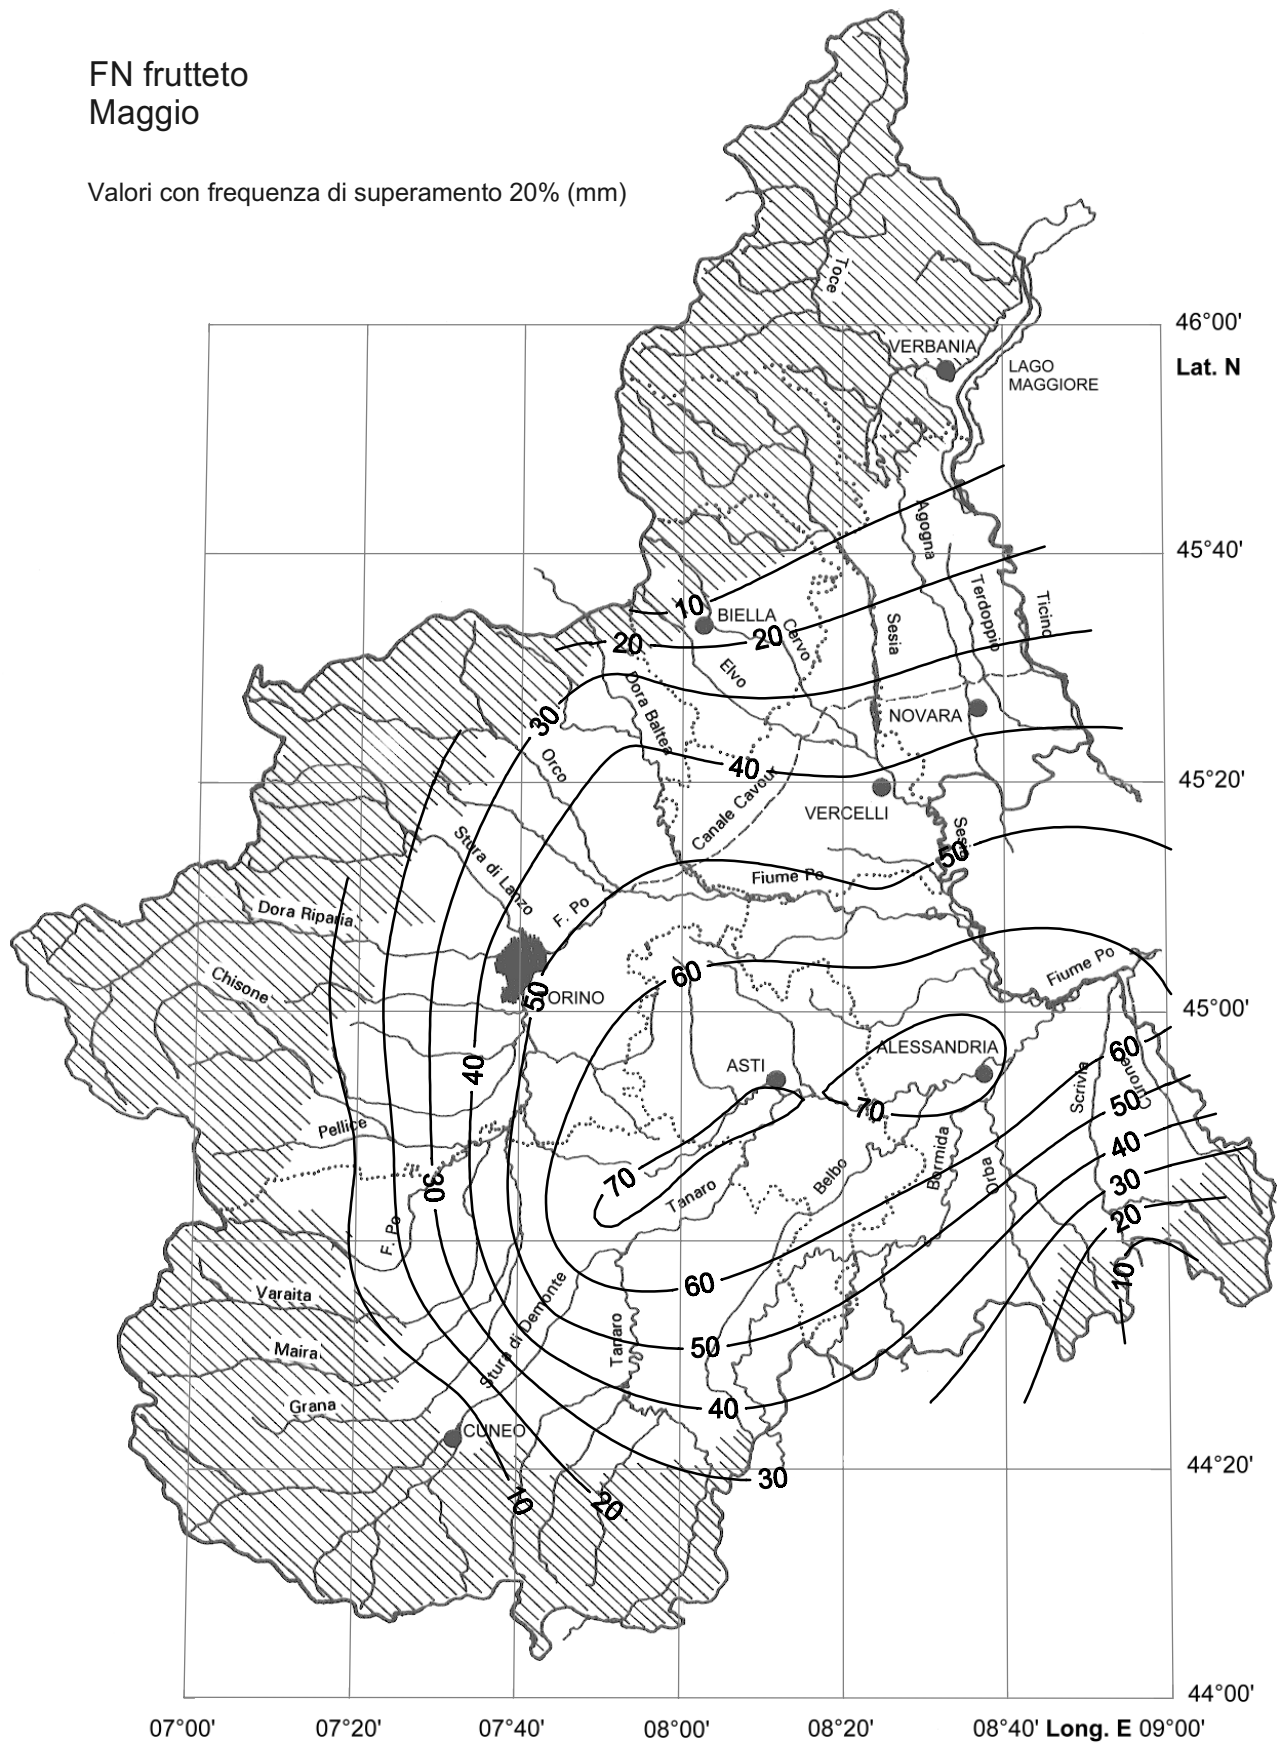 FN frutteto
Maggio
Valori con frequenza di superamento 20% (mm)
Toce
46°00'
VERBANIA
Lat. N
LAGO
MAGGIORE
Agogna
45°40'
Terdoppio
Ticino
10
BIELLA
Sesia
20
20
Cervo
Elvo
Dora Baltea
30
NOVARA
Orco
40
45°20'
Canale Cavour
VERCELLI
Stura di Lanzo
50
Fiume Po
Dora Riparia
F. Po
60
Fiume Po
Chisone
50
ORINO
45°00'
ALESSANDRIA
60
ASTI
40
Scrivia
70
50
Pellice
40
Bormida
Belbo
Orba
70
30
30
Tanaro
20
F. Po
10
60
Varaita
Stura di Demonte
Tanaro
50
Maira
40
Grana
CUNEO
30
44°20'
10
20
44°00'
07°00'
07°20'
07°40'
08°00'
08°20'
08°40'
Long. E
09°00'